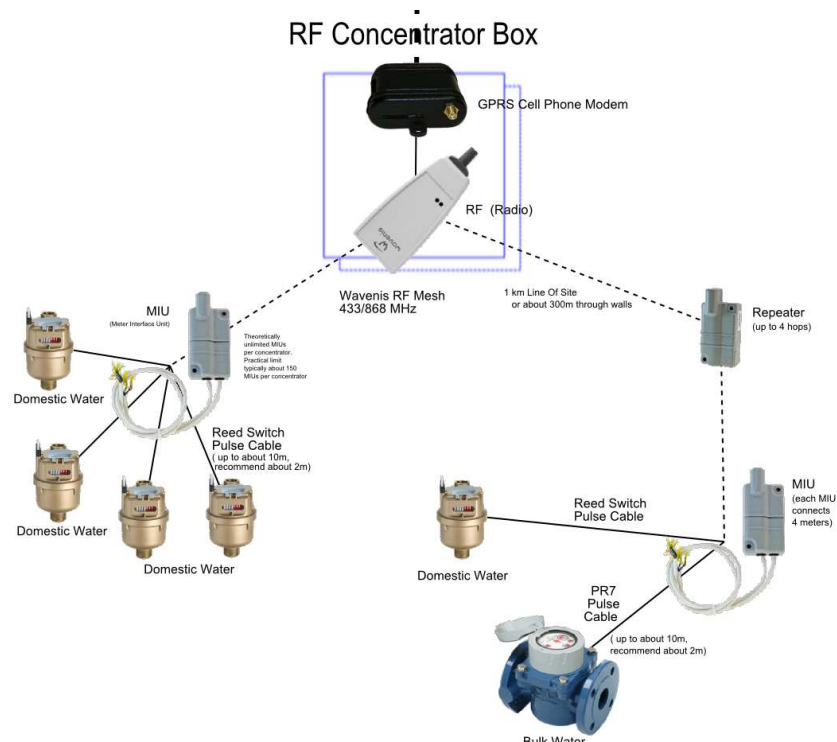 RF Concentrator Box
GPRS Cell Phone Modem
RF (Radio)
Wavenis RF Mesh
433/868 MHz
1 km Line Of Site
or about 300m through walls
Repeater
(up to 4 hops)
MIU
(Meter Interface Unit)
Theoretically
unlimited MIUs
per concentrator.
Practical limit
typically about 150
MIUs per concentrator
Domestic Water
Reed Switch
Pulse Cable
( up to about 10m,
recommend about 2m)
Domestic Water
Domestic Water
MIU
(each MIU
connects
4 meters)
Reed Switch
Pulse Cable
Domestic Water
PR7
Pulse
Cable
( up to about 10m,
recommend about 2m)
Bulk Water